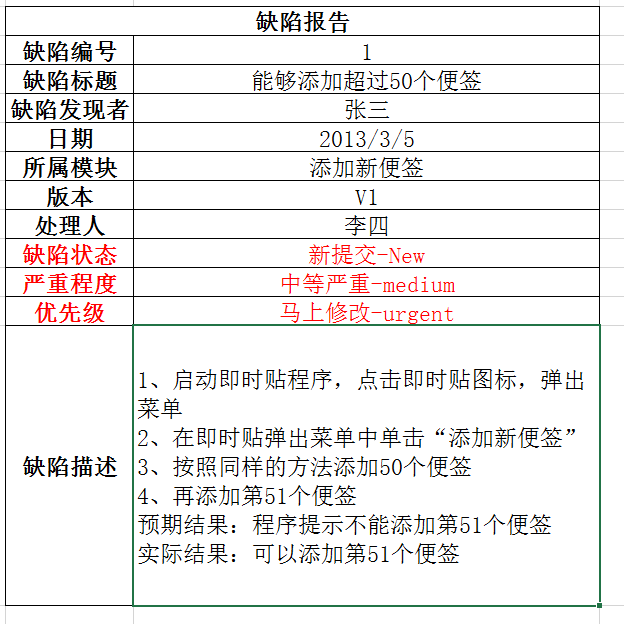 缺陷报告
缺陷编号 1
缺陷标题 能够添加超过50个便签
缺陷发现者 张三
日期 2013/3/5
所属模块 添加新便签
版本 V1
处理人 李四
缺陷状态 新提交-New
严重程度 中等严重-medium
优先级 马上修改-urgent
缺陷描述
1、启动即时贴程序，点击即时贴图标，弹出
菜单
2、在即时贴弹出菜单中单击“添加新便签”
3、按照同样的方法添加50个便签
4、再添加第51个便签
预期结果：程序提示不能添加第51个便签
实际结果：可以添加第51个便签